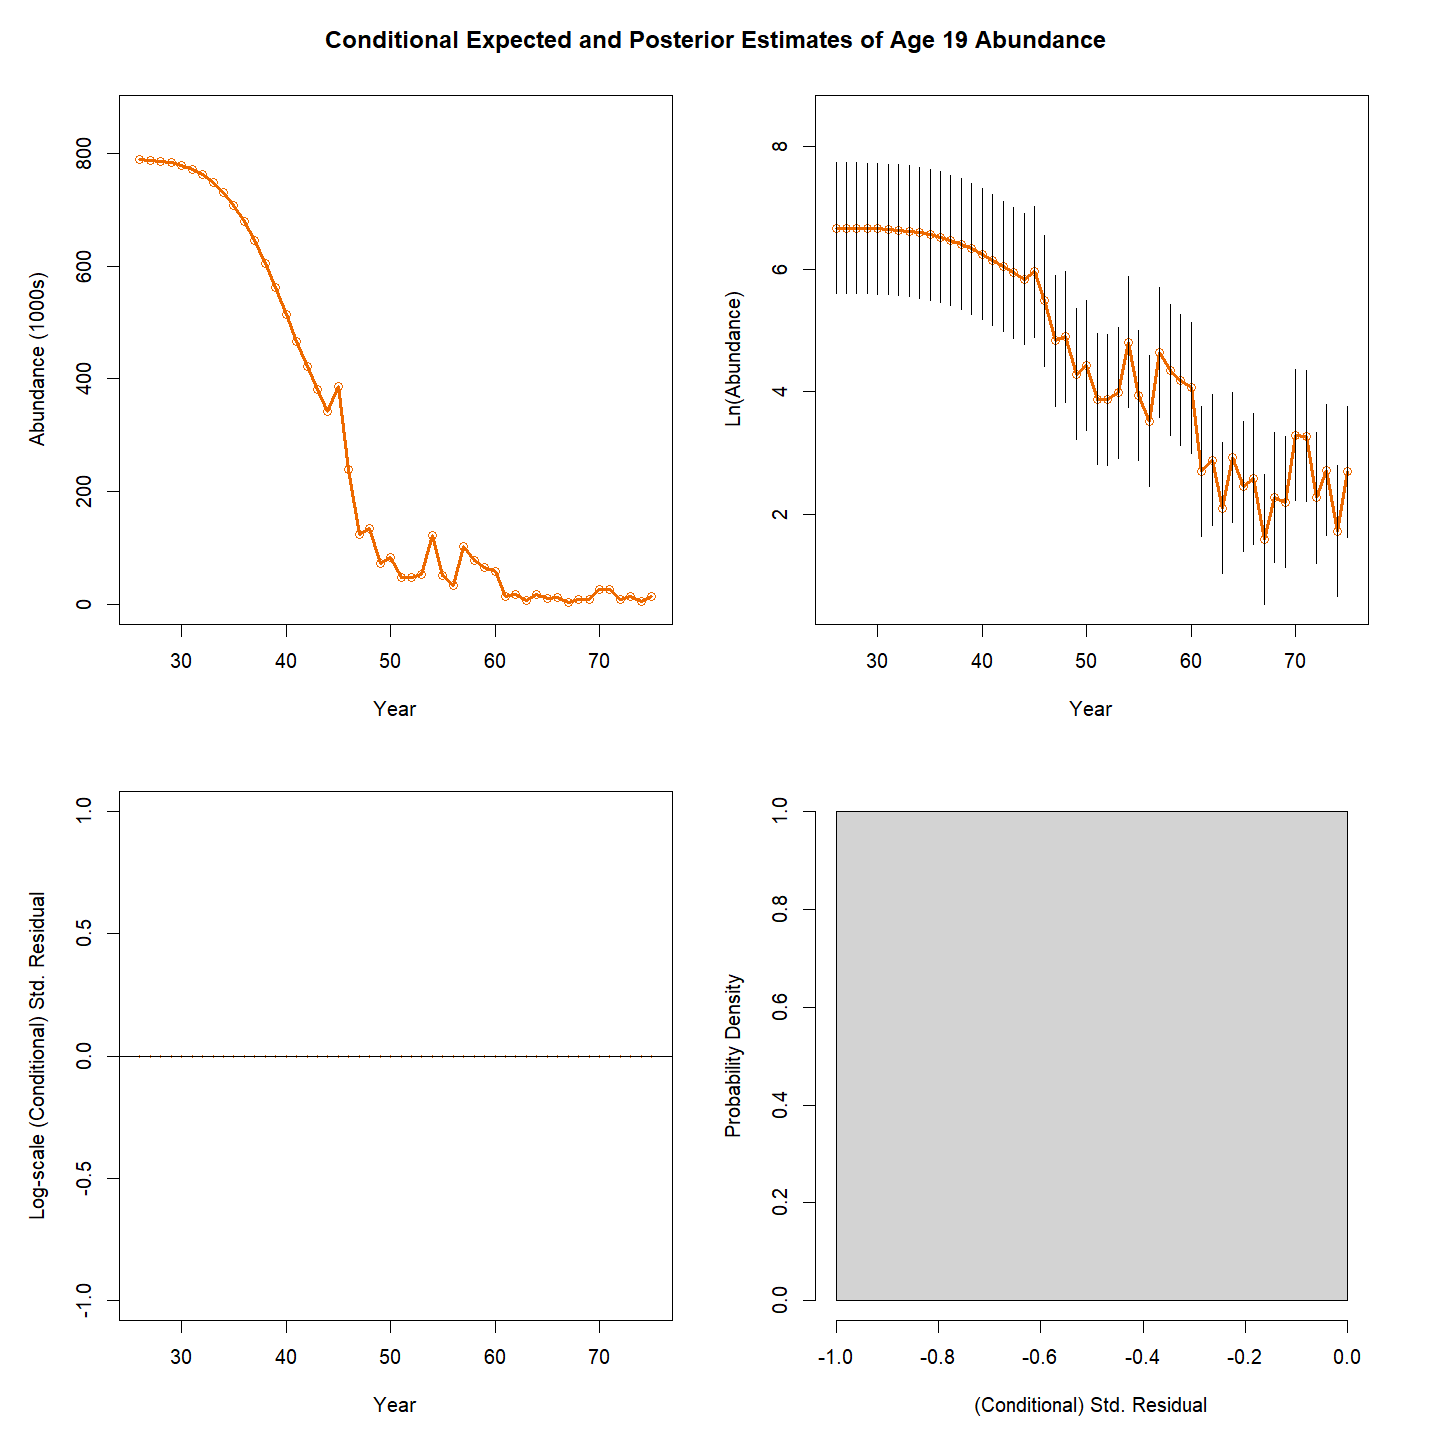 Conditional Expected and Posterior Estimates of Age 19 Abundance
Abundance (1000s)
800
600
400
200
0
30 40 50 60 70
Year
Ln(Abundance)
8
6
4
2
30 40 50 60 70
Year
Log-scale (Conditional) Std. Residual
1.0
0.5
0.0
-0.5
-1.0
30 40 50 60 70
Year
Probability Density
1.0
0.8
0.6
0.4
0.2
0.0
-1.0 -0.8 -0.6 -0.4 -0.2 0.0
(Conditional) Std. Residual